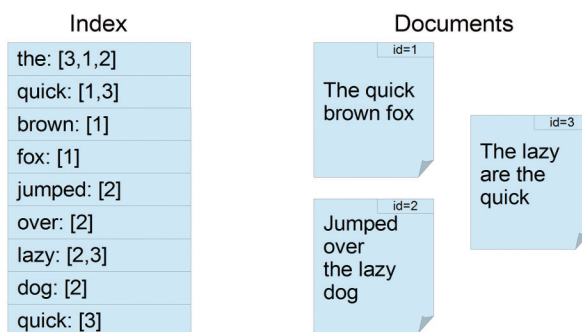 Index
the: [3,1,2]
quick: [1,3]
brown: [1]
fox: [1]
jumped: [2]
over: [2]
lazy: [2,3]
dog: [2]
quick: [3]
Documents
id=1
The quick
brown fox
id=2
Jumped
over
the lazy
dog
id=3
The lazy
are the
quick